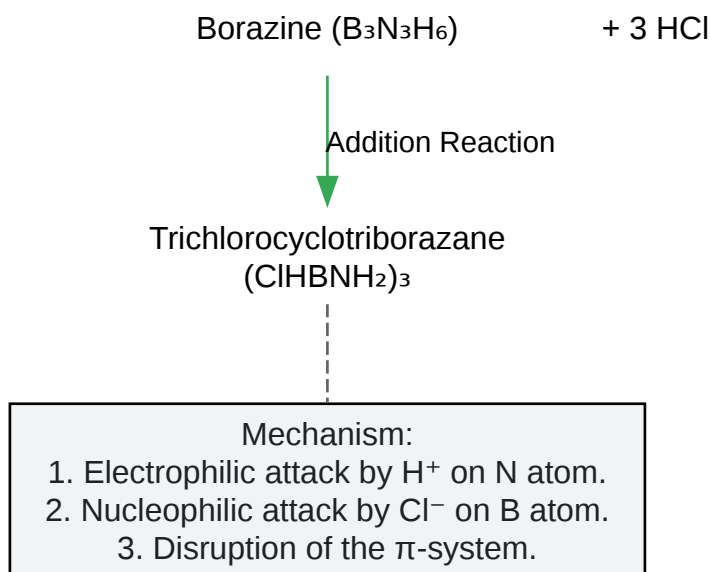 Borazine (B₃N₃H₆) + 3 HCl
Addition Reaction
Trichlorocyclotriborazane
(ClHBNH₂)₃
Mechanism:
1. Electrophilic attack by H⁺ on N atom.
2. Nucleophilic attack by Cl⁻ on B atom.
3. Disruption of the π-system.